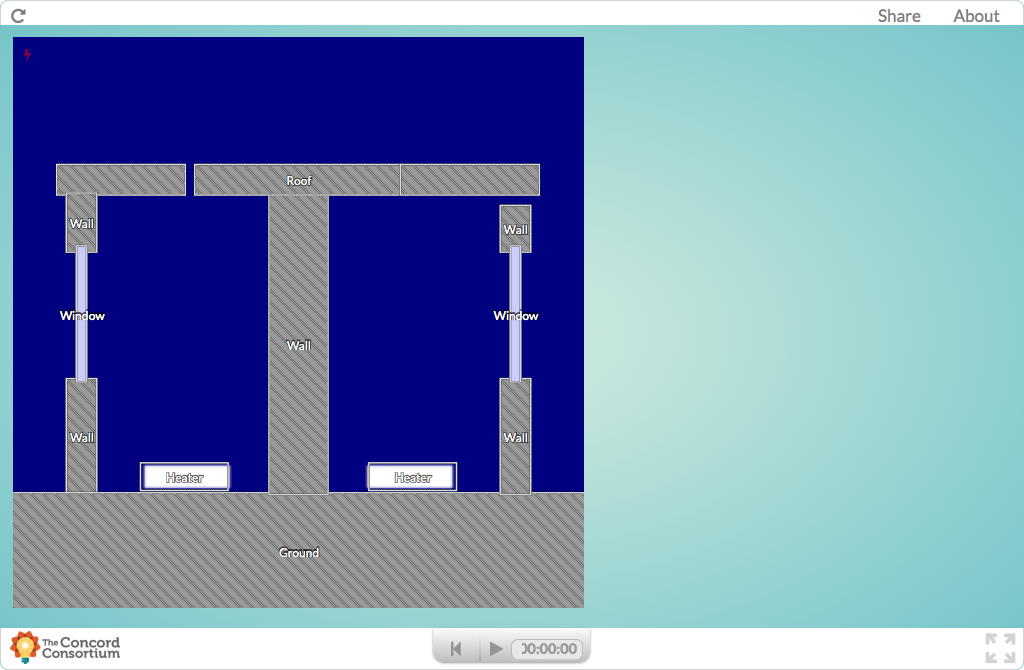 Share About
Roof
Wall
Wall
Window
Window
Wall
Wall
Wall
Heater
Heater
Ground
The Concord
Consortium
00:00:00